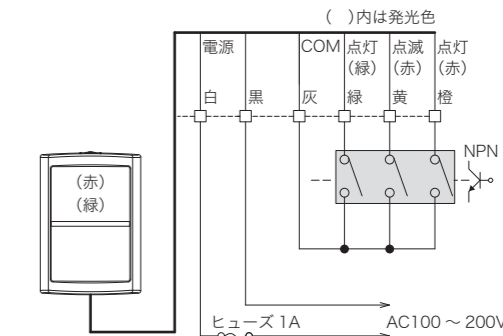 （　）内は発光色
電源 COM 点灯 点滅 点灯
（緑） （赤） （赤）
白 黒 灰 緑 黄 橙
NPN
（赤）
（緑）
ヒューズ 1A AC100 ～ 200V